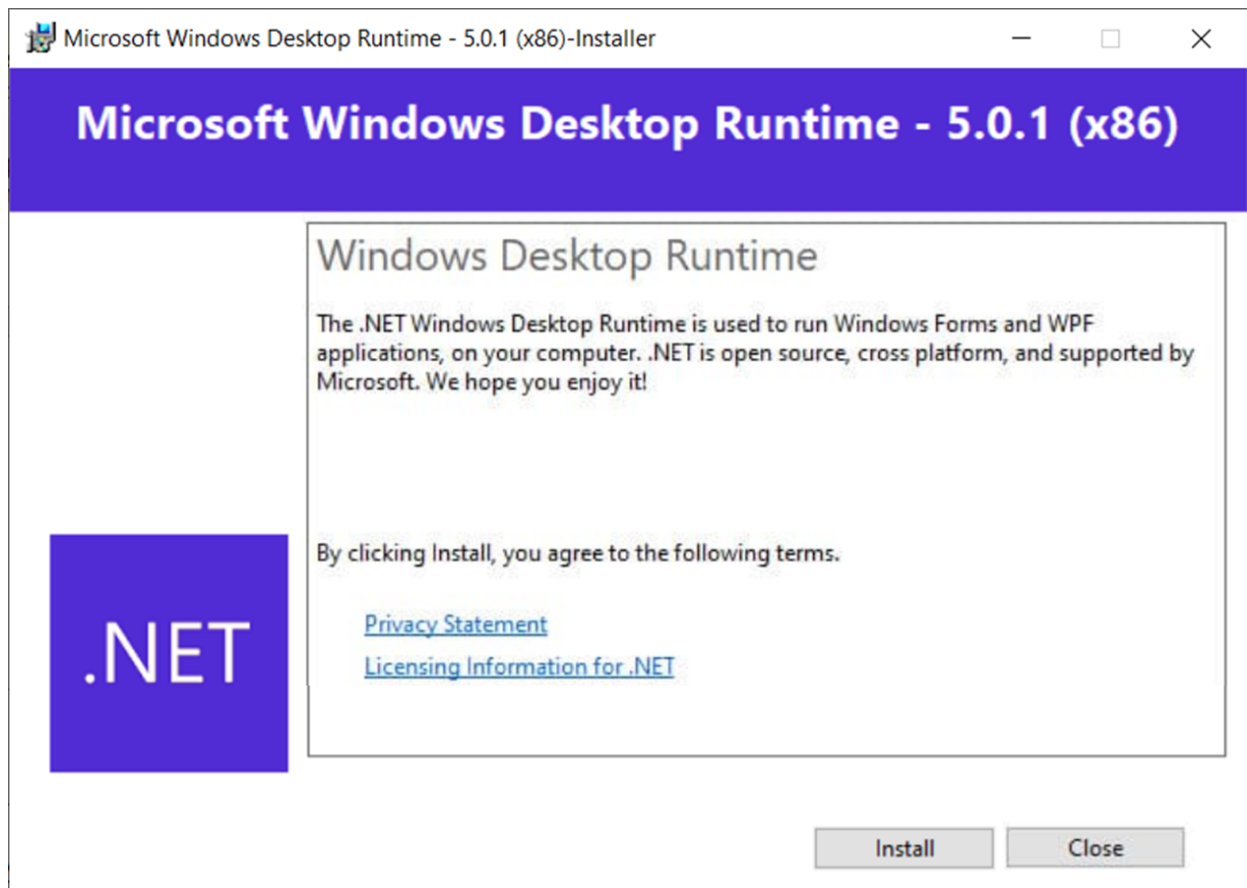 Microsoft Windows Desktop Runtime - 5.0.1 (x86)-Installer
Microsoft Windows Desktop Runtime - 5.0.1 (x86)
Windows Desktop Runtime
The .NET Windows Desktop Runtime is used to run Windows Forms and WPF
applications, on your computer. .NET is open source, cross platform, and supported by
Microsoft. We hope you enjoy it!
By clicking Install, you agree to the following terms.
Privacy Statement
Licensing Information for .NET
.NET
Install
Close